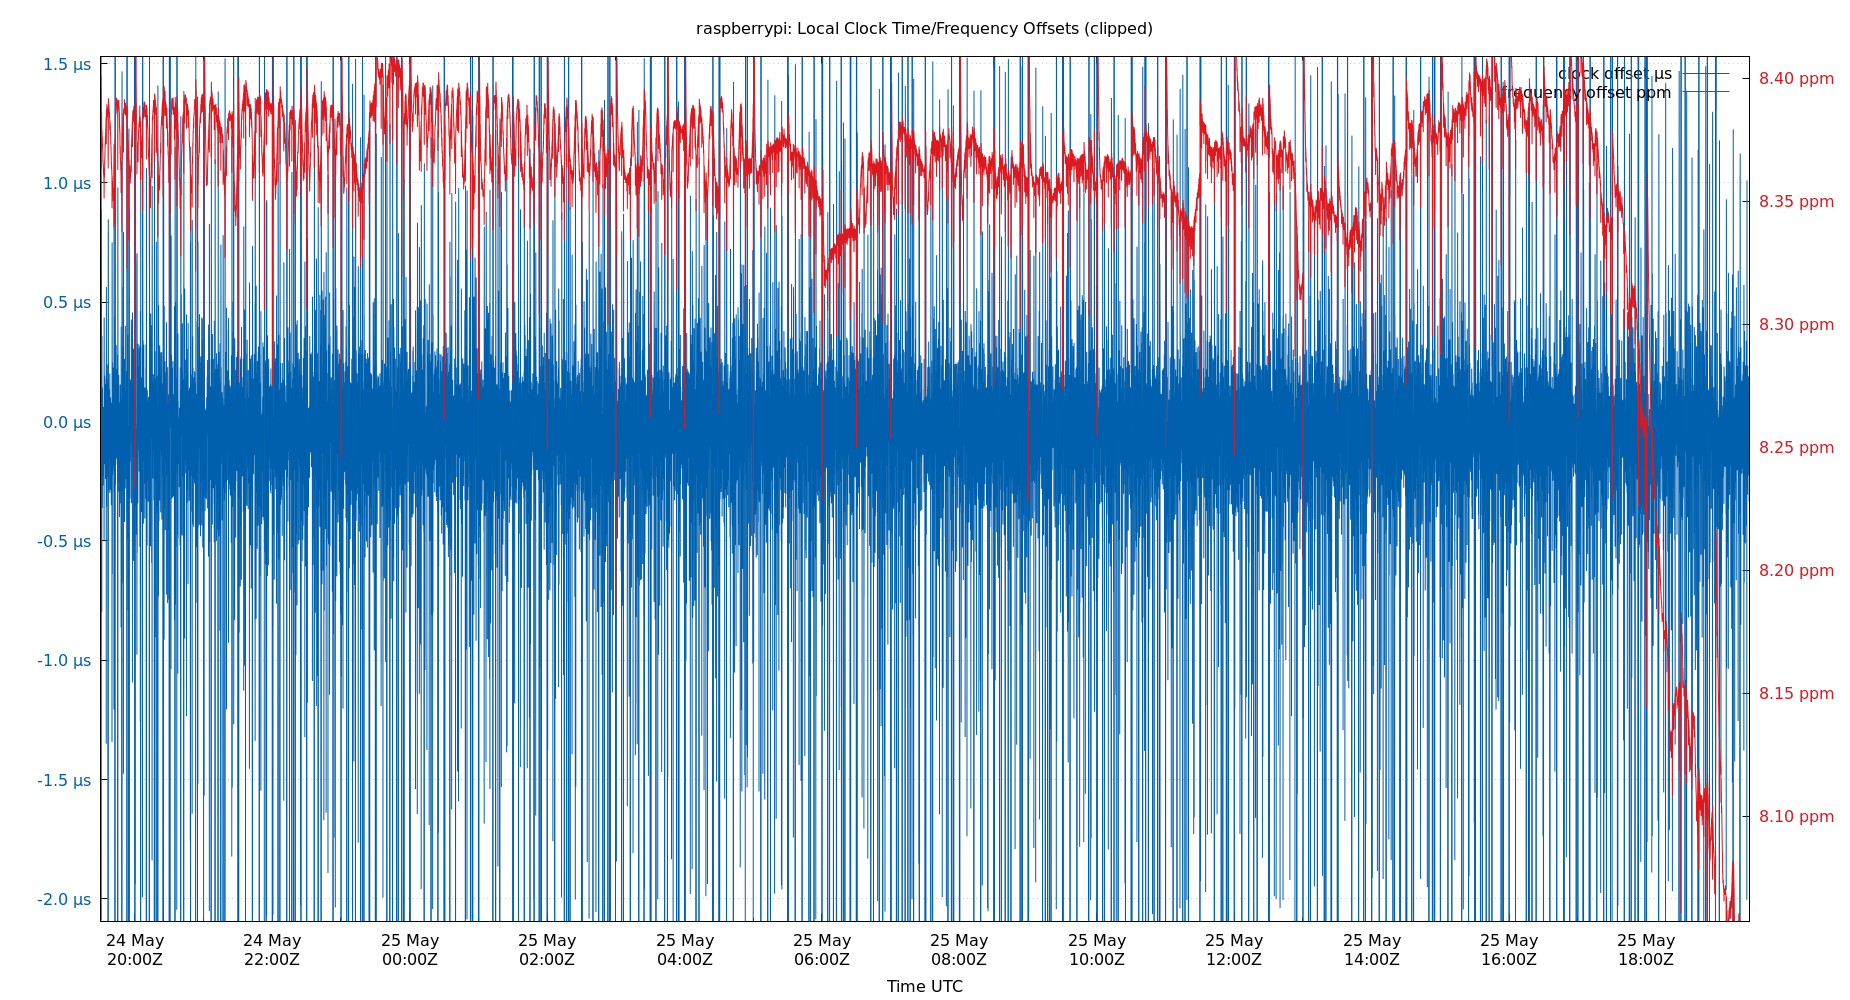 raspberrypi: Local Clock Time/Frequency Offsets (clipped)
clock offset µs
frequency offset ppm
1.5 µs
1.0 µs
0.5 µs
0.0 µs
-0.5 µs
-1.0 µs
-1.5 µs
-2.0 µs
8.40 ppm
8.35 ppm
8.30 ppm
8.25 ppm
8.20 ppm
8.15 ppm
8.10 ppm
24 May
20:00Z
24 May
22:00Z
25 May
00:00Z
25 May
02:00Z
25 May
04:00Z
25 May
06:00Z
25 May
08:00Z
25 May
10:00Z
25 May
12:00Z
25 May
14:00Z
25 May
16:00Z
25 May
18:00Z
Time UTC